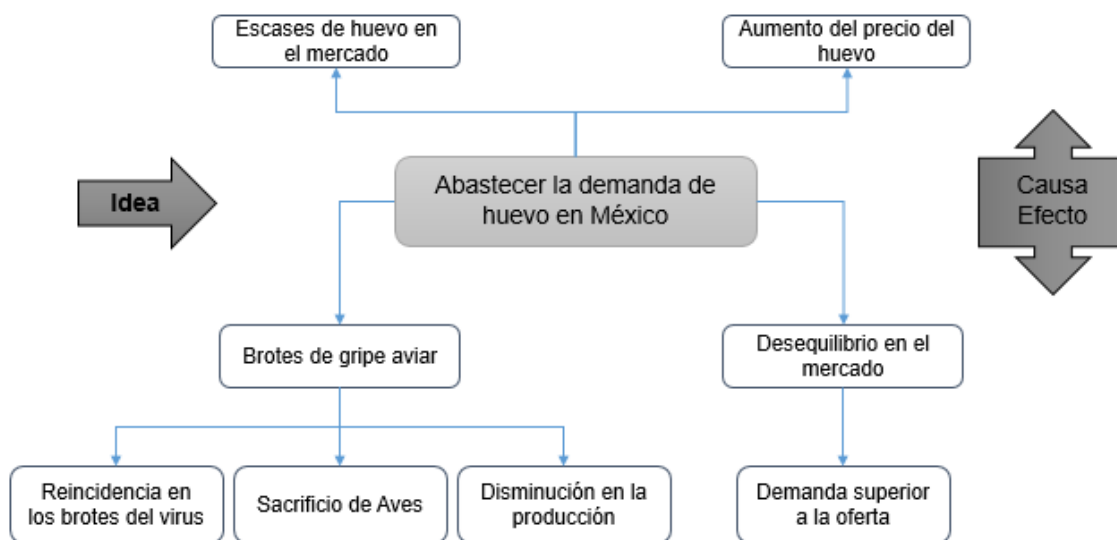 Escases de huevo en
el mercado
Aumento del precio del
huevo
Idea
Abastecer la demanda de
huevo en México
Causa
Efecto
Brotes de gripe aviar
Desequilibrio en el
mercado
Reincidencia en
los brotes del virus
Sacrificio de Aves
Disminución en la
producción
Demanda superior
a la oferta